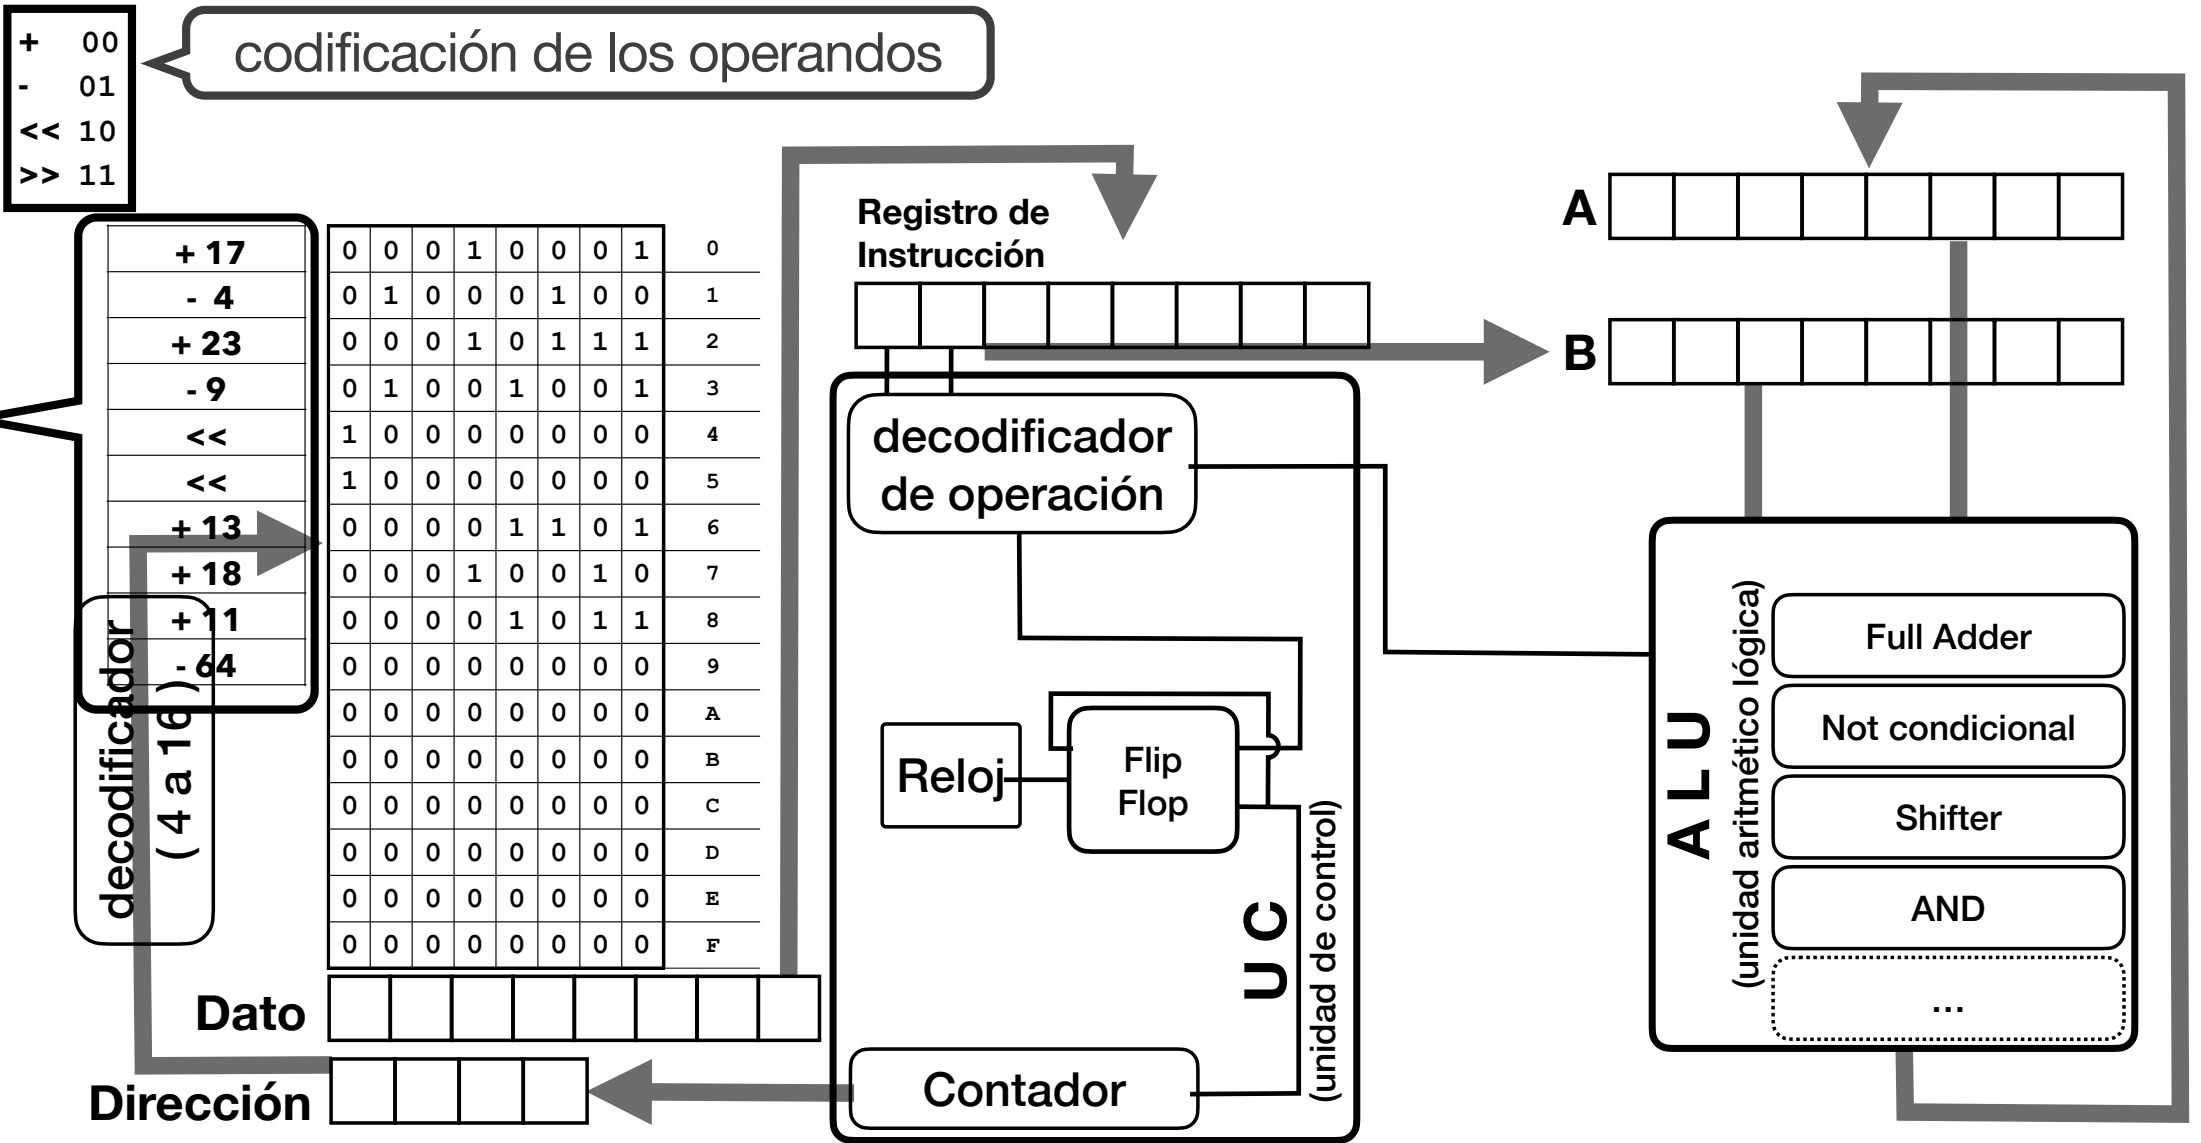 + 00
- 01
<< 10
>> 11
codificación de los operandos
+ 17
- 4
+ 23
- 9
<<
<<
+ 13
+ 18
+ 11
- 64
decodificador
( 4 a 16 )
0 0 0 1 0 0 0 1 0
0 1 0 0 0 1 0 0 1
0 0 0 1 0 1 1 1 2
0 1 0 0 1 0 0 1 3
1 0 0 0 0 0 0 0 4
1 0 0 0 0 0 0 0 5
0 0 0 0 1 1 0 1 6
0 0 0 1 0 0 1 0 7
0 0 0 0 1 0 1 1 8
0 0 0 0 0 0 0 0 9
0 0 0 0 0 0 0 0 A
0 0 0 0 0 0 0 0 B
0 0 0 0 0 0 0 0 C
0 0 0 0 0 0 0 0 D
0 0 0 0 0 0 0 0 E
0 0 0 0 0 0 0 0 F
Dato
Dirección
Registro de
Instrucción
decodificador
de operación
Reloj
Flip
Flop
U C
(unidad de control)
Contador
A
B
A L U
(unidad aritmético lógica)
Full Adder
Not condicional
Shifter
AND
...